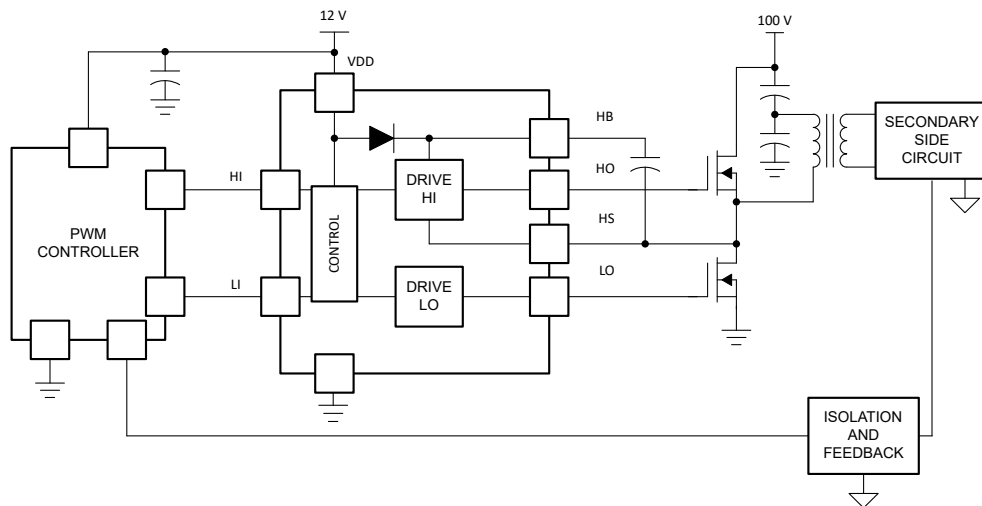 12 V
100 V
VDD
HB
SECONDARY
SIDE
CIRCUIT
HI
DRIVE
HI
HO
PWM
CONTROLLER
CONTROL
HS
LI
DRIVE
LO
LO
ISOLATION
AND
FEEDBACK